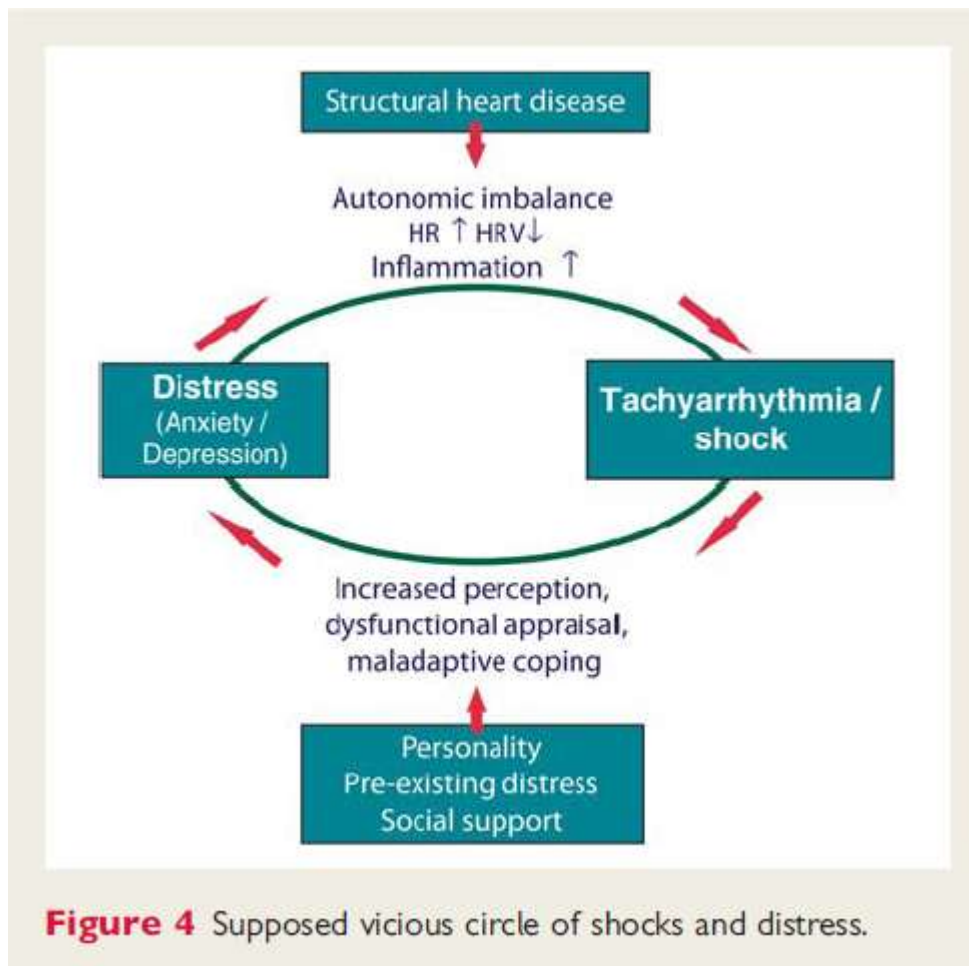 Structural heart disease
Autonomic imbalance
HR ↑ HRV↓
Inflammation ↑
Distress
(Anxiety /
Depression)
Tachyarrhythmia /
shock
Increased perception,
dysfunctional appraisal,
maladaptive coping
Personality
Pre-existing distress
Social support
Figure 4 Supposed vicious circle of shocks and distress.